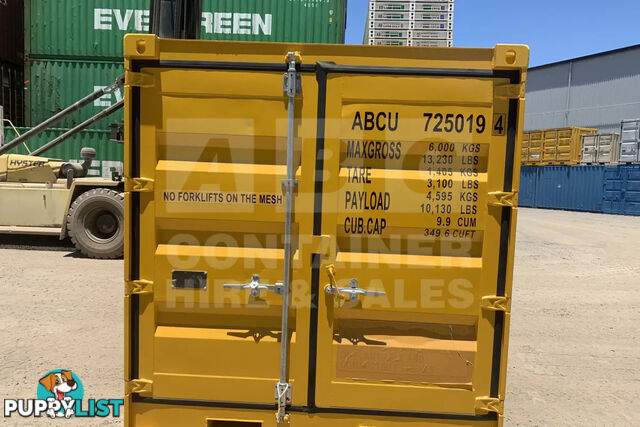 EVERGREEN
EVERGREEN
HYSTER
ABCU 725019 4
MAXGROSS 6,000 KGS
13,230 LBS
TARE 1,405 KGS
3,100 LBS
PAYLOAD 4,595 KGS
10,130 LBS
CUB.CAP 9.9 CUM
349.6 CUFT
NO FORKLIFTS ON THE MESH
ABC
CONTAINER
HIRE & SALES
PUPPYLIST